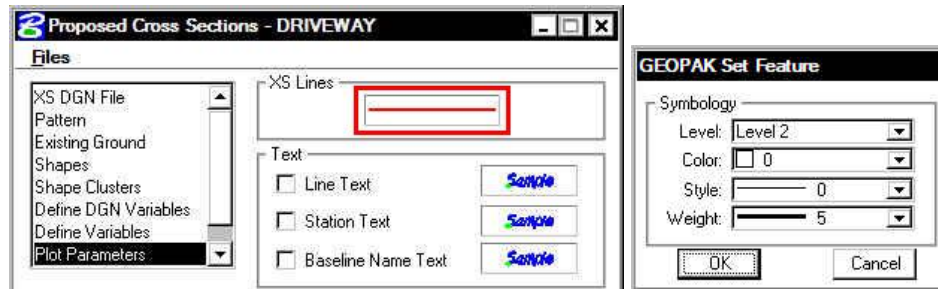 Proposed Cross Sections - DRIVEWAY
Files
XS DGN File
Pattern
Existing Ground
Shapes
Shape Clusters
Define DGN Variables
Define Variables
Plot Parameters
XS Lines
Text
Line Text Sample
Station Text Sample
Baseline Name Text Sample
GEOPAK Set Feature
Symbology
Level: Level 2
Color: 0
Style: 0
Weight: 5
OK Cancel